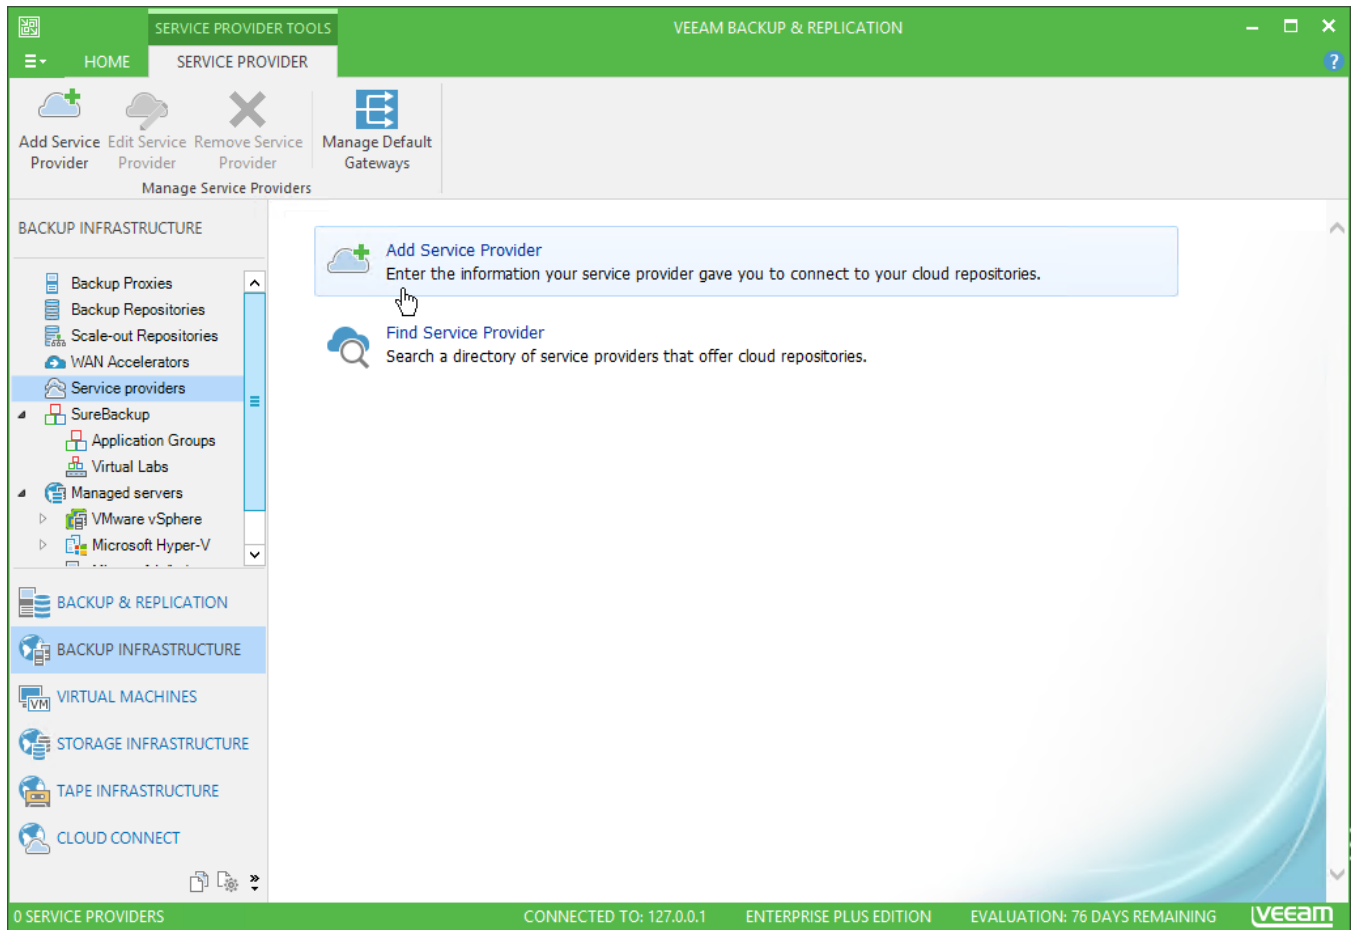 SERVICE PROVIDER TOOLS
VEEAM BACKUP & REPLICATION
HOME
SERVICE PROVIDER
?
Add Service
Provider
Edit Service
Provider
Remove Service
Provider
Manage Default
Gateways
Manage Service Providers
BACKUP INFRASTRUCTURE
Backup Proxies
Backup Repositories
Scale-out Repositories
WAN Accelerators
Service providers
SureBackup
Application Groups
Virtual Labs
Managed servers
VMware vSphere
Microsoft Hyper-V
BACKUP & REPLICATION
BACKUP INFRASTRUCTURE
VM
VIRTUAL MACHINES
STORAGE INFRASTRUCTURE
TAPE INFRASTRUCTURE
CLOUD CONNECT
Add Service Provider
Enter the information your service provider gave you to connect to your cloud repositories.
Find Service Provider
Search a directory of service providers that offer cloud repositories.
0 SERVICE PROVIDERS
CONNECTED TO: 127.0.0.1
ENTERPRISE PLUS EDITION
EVALUATION: 76 DAYS REMAINING
veeam